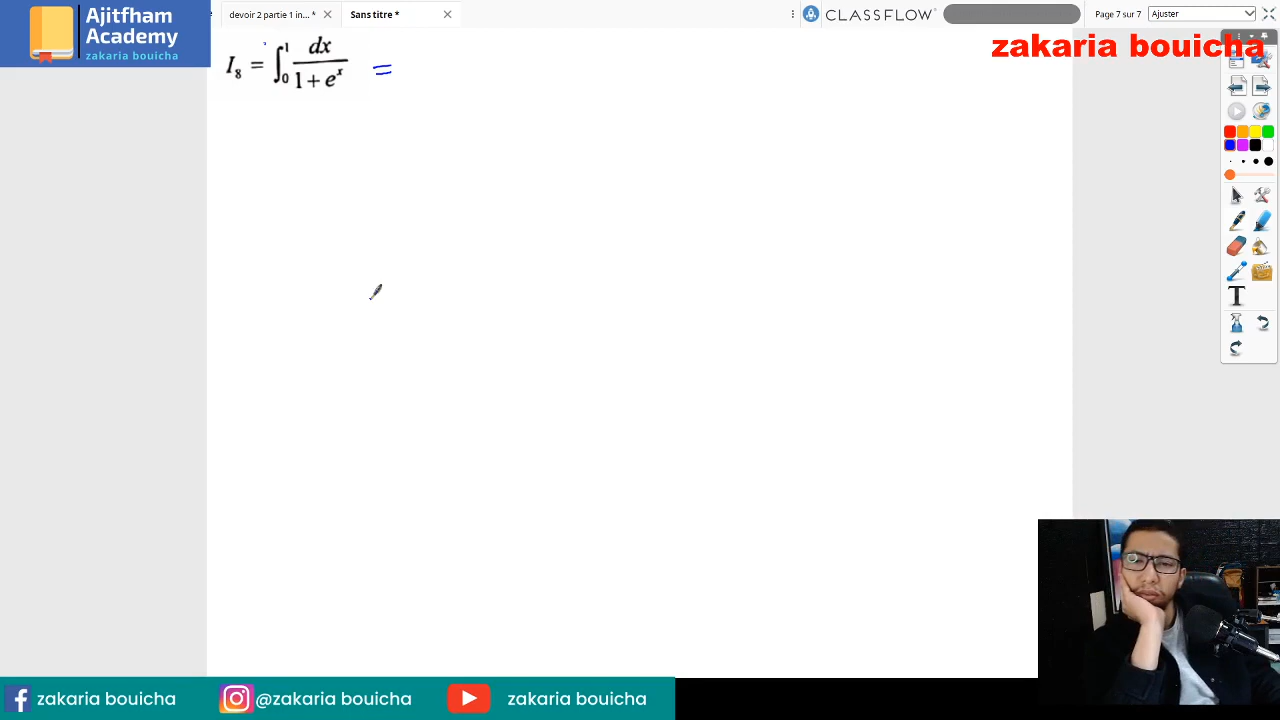 Ajitfham
Academy
zakaria bouicha
devoir 2 partie 1 in... *
Sans titre *
CLASSFLOW
Page 7 sur 7
Ajuster
zakaria bouicha
I₈ = ∫₀¹ dx / (1 + eˣ) =
T
zakaria bouicha
@zakaria bouicha
zakaria bouicha